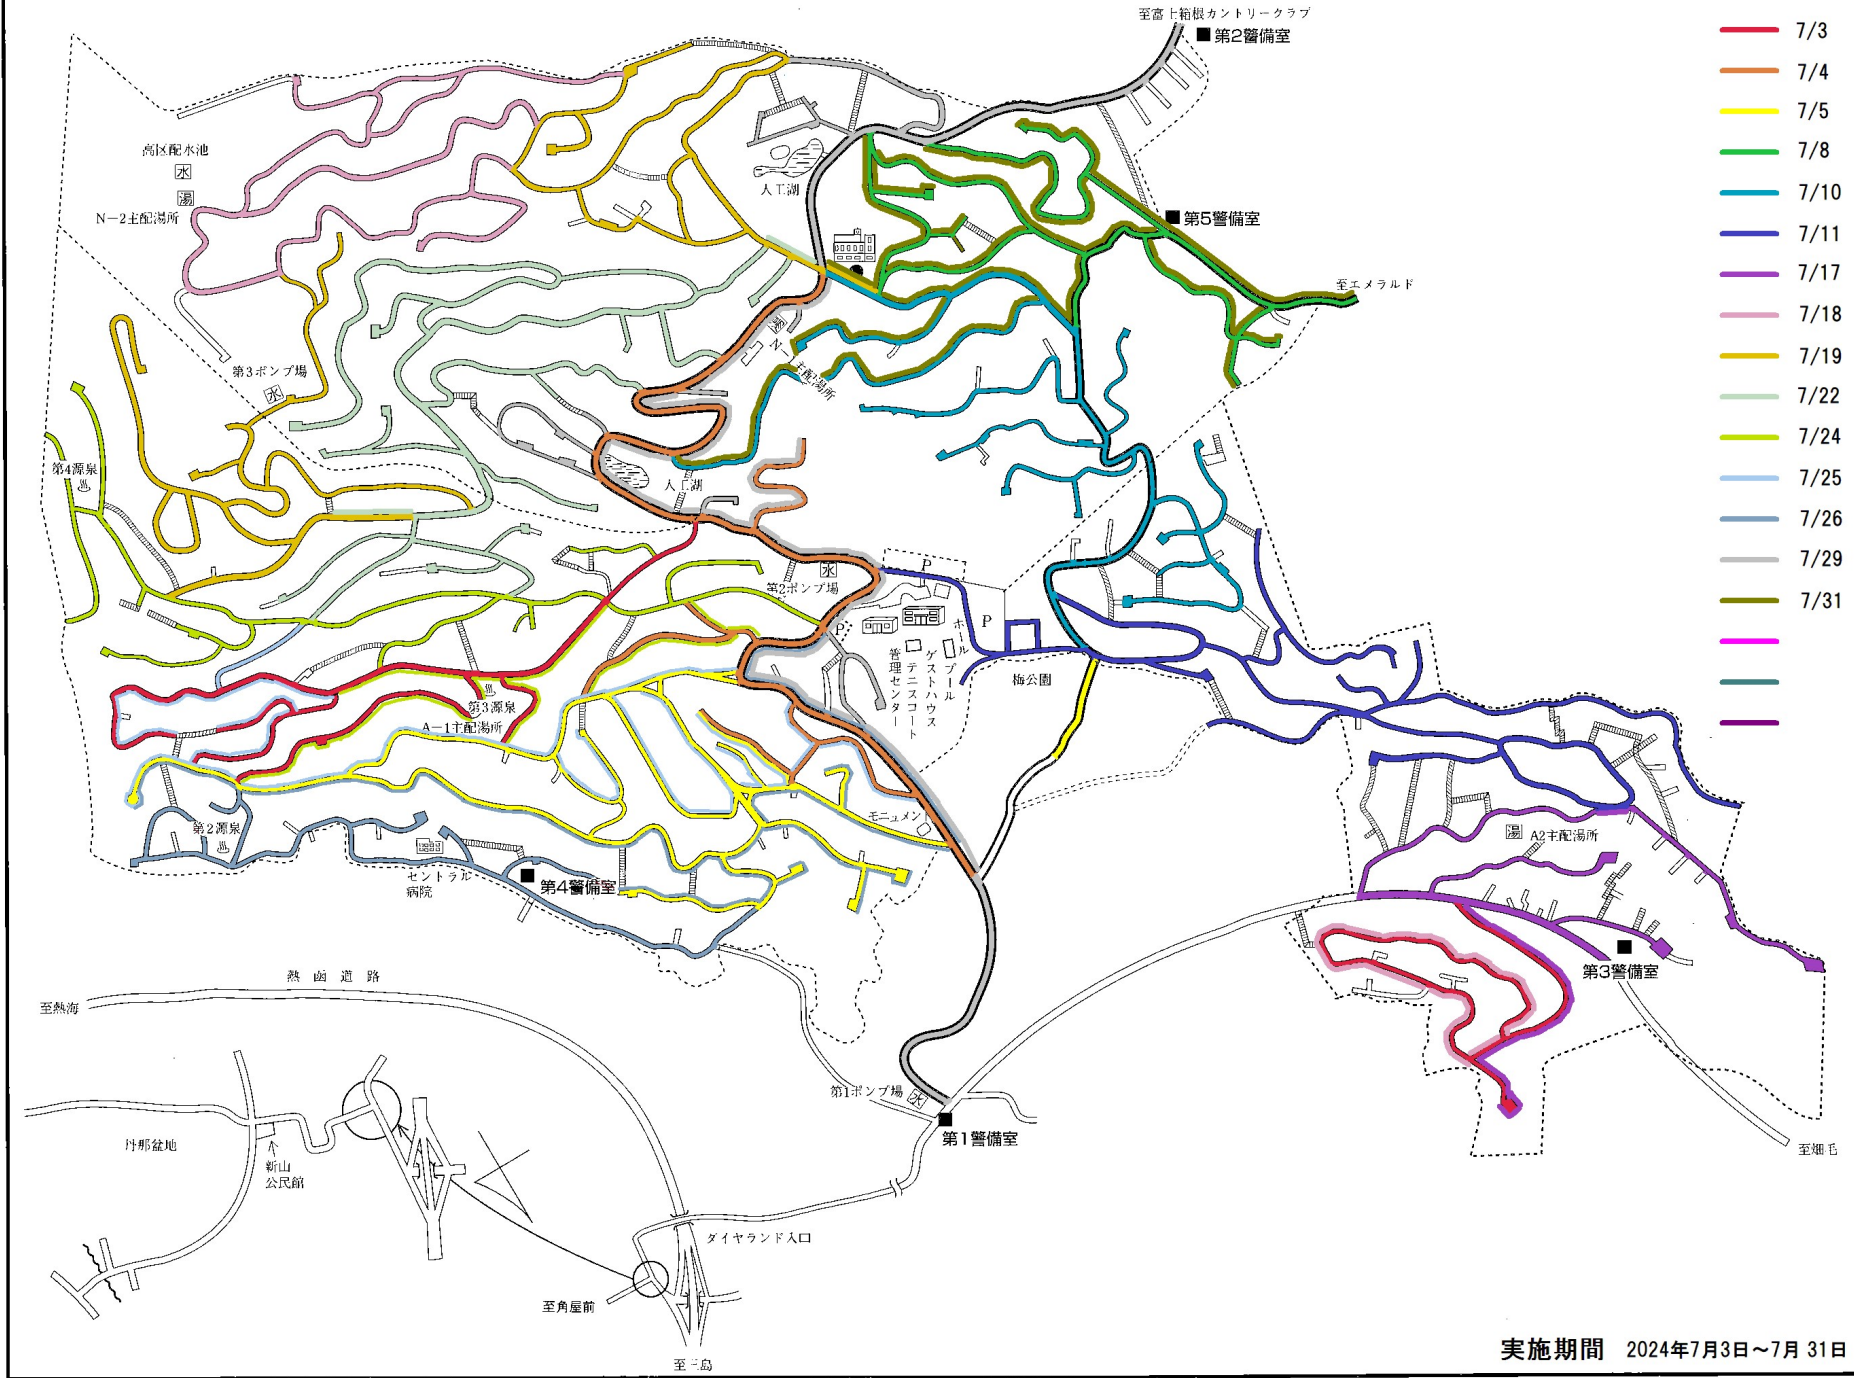 至富士箱根カントリークラブ
第2警備室
7/3
7/4
7/5
7/8
7/10
7/11
7/17
7/18
7/19
7/22
7/24
7/25
7/26
7/29
7/31
高区配水池
水
湯
N－2主配湯所
人工湖
第5警備室
至エメラルド
湯
N－1主配湯所
第3ポンプ場
水
第4源泉
人工湖
P
水
第2ポンプ場
P
P
ホール
プール
ゲストハウス
テニスコート
管理センター
梅公園
第3源泉
A－1主配湯所
モニュメン
第2源泉
セントラル
病院
第4警備室
湯
A2主配湯所
第3警備室
熱函道路
至熱海
第1ポンプ場
水
第1警備室
至畑毛
丹那盆地
新山
公民館
ダイヤランド入口
至角屋前
至三島
実施期間 2024年7月3日～7月31日